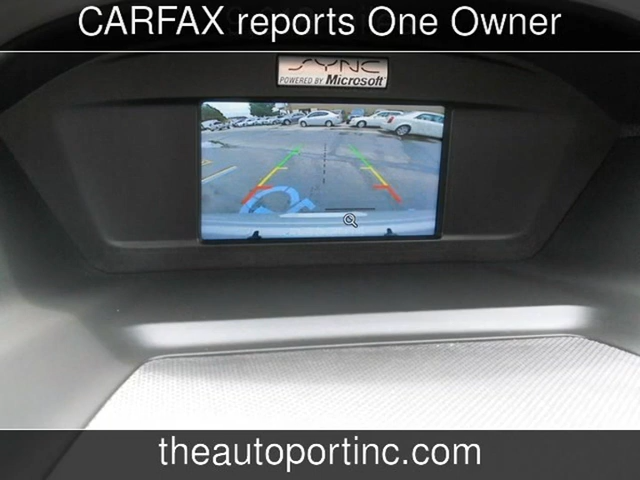 CARFAX reports One Owner
SYNC
POWERED BY Microsoft
theautoportinc.com